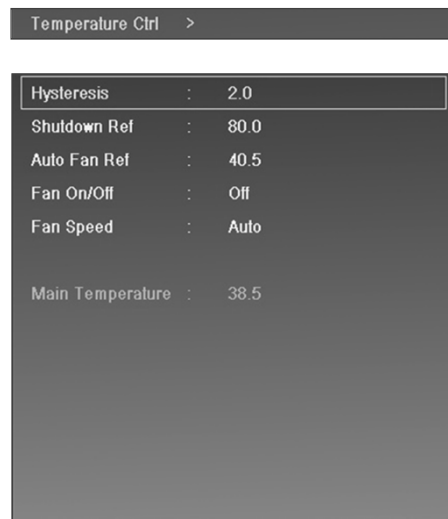 Temperature Ctrl >
Hysteresis : 2.0
Shutdown Ref : 80.0
Auto Fan Ref : 40.5
Fan On/Off : Off
Fan Speed : Auto
Main Temperature : 38.5